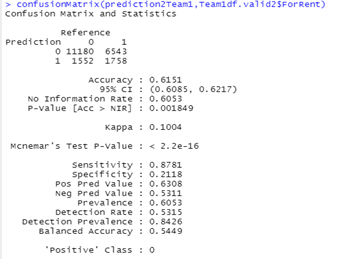 > confusionMatrix(prediction2Team1,Team1df.valid2$ForRent)
Confusion Matrix and Statistics
Reference
Prediction 0 1
0 11180 6543
1 1552 1758
Accuracy : 0.6151
95% CI : (0.6085, 0.6217)
No Information Rate : 0.6053
P-Value [Acc > NIR] : 0.001849
Kappa : 0.1004
Mcnemar's Test P-Value : < 2.2e-16
Sensitivity : 0.8781
Specificity : 0.2118
Pos Pred Value : 0.6308
Neg Pred Value : 0.5311
Prevalence : 0.6053
Detection Rate : 0.5315
Detection Prevalence : 0.8426
Balanced Accuracy : 0.5449
'Positive' Class : 0